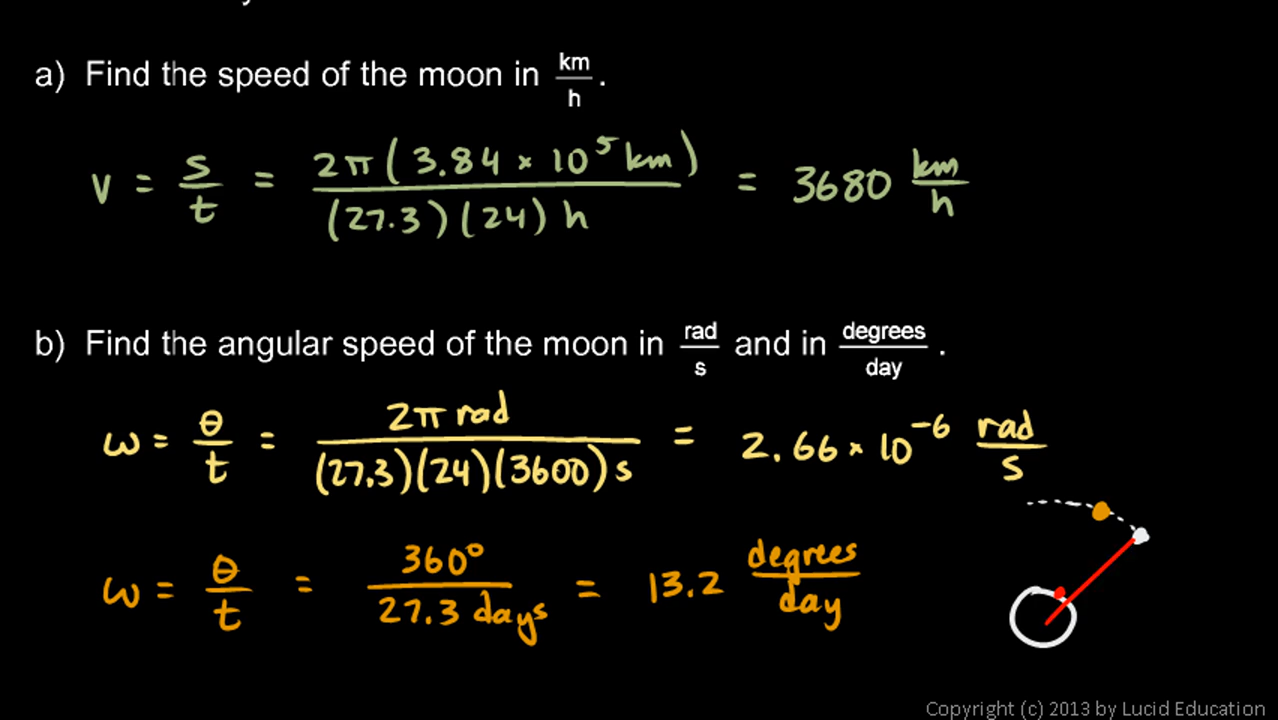 a) Find the speed of the moon in km/h .
v = s/t = 2π(3.84 × 10⁵ km)/(27.3)(24) h = 3680 km/h
b) Find the angular speed of the moon in rad/s and in degrees/day .
ω = θ/t = 2π rad/(27.3)(24)(3600) s = 2.66 × 10⁻⁶ rad/s
ω = θ/t = 360°/27.3 days = 13.2 degrees/day
Copyright (c) 2013 by Lucid Education